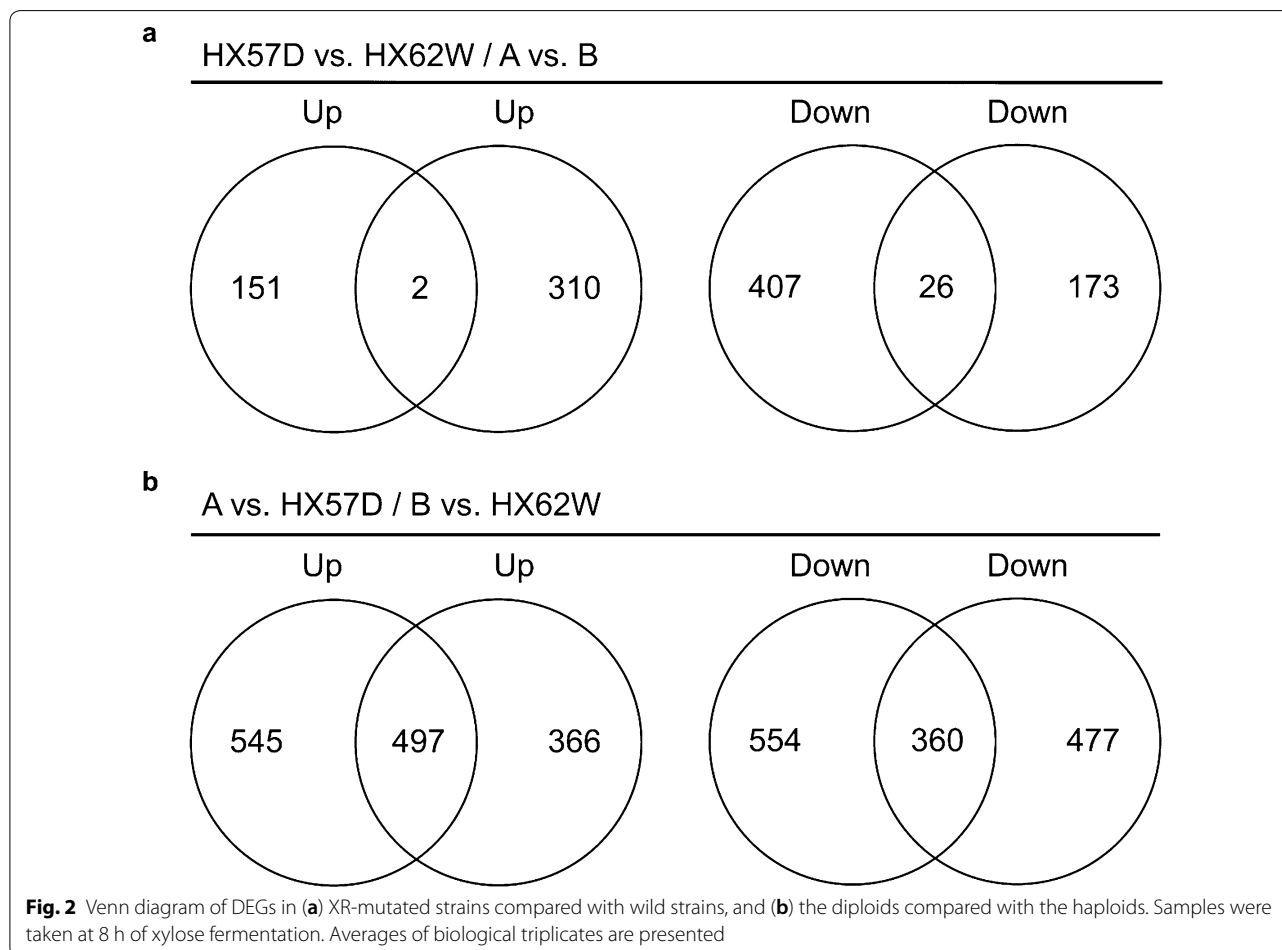 a
HX57D vs. HX62W / A vs. B
Up Up Down Down
151 2 310 407 26 173
b
A vs. HX57D / B vs. HX62W
Up Up Down Down
545 497 366 554 360 477
Fig. 2 Venn diagram of DEGs in (a) XR-mutated strains compared with wild strains, and (b) the diploids compared with the haploids. Samples were
taken at 8 h of xylose fermentation. Averages of biological triplicates are presented